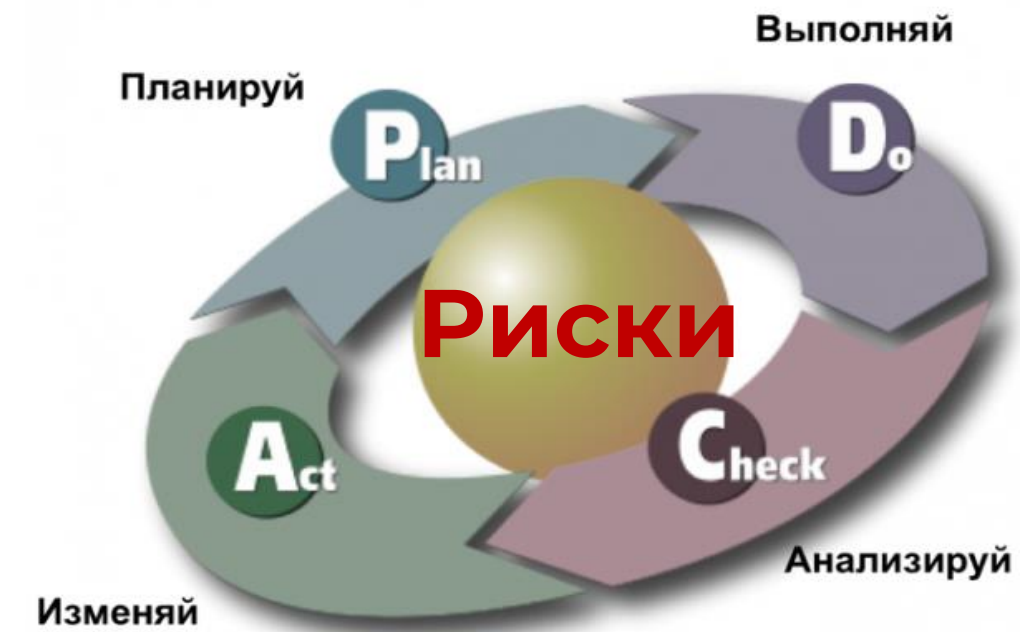 Выполняй
Планируй
Plan
Do
Риски
Act
Check
Анализируй
Изменяй